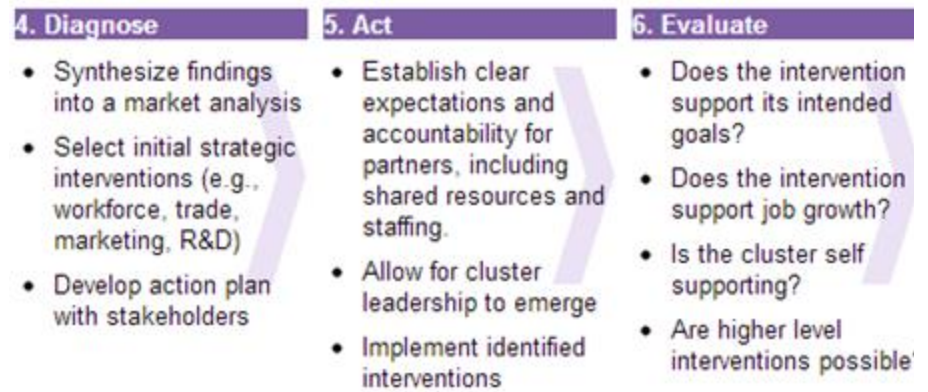 4. Diagnose
• Synthesize findings
into a market analysis
• Select initial strategic
interventions (e.g.,
workforce, trade,
marketing, R&D)
• Develop action plan
with stakeholders
5. Act
• Establish clear
expectations and
accountability for
partners, including
shared resources and
staffing.
• Allow for cluster
leadership to emerge
• Implement identified
interventions
6. Evaluate
• Does the intervention
support its intended
goals?
• Does the intervention
support job growth?
• Is the cluster self
supporting?
• Are higher level
interventions possible?